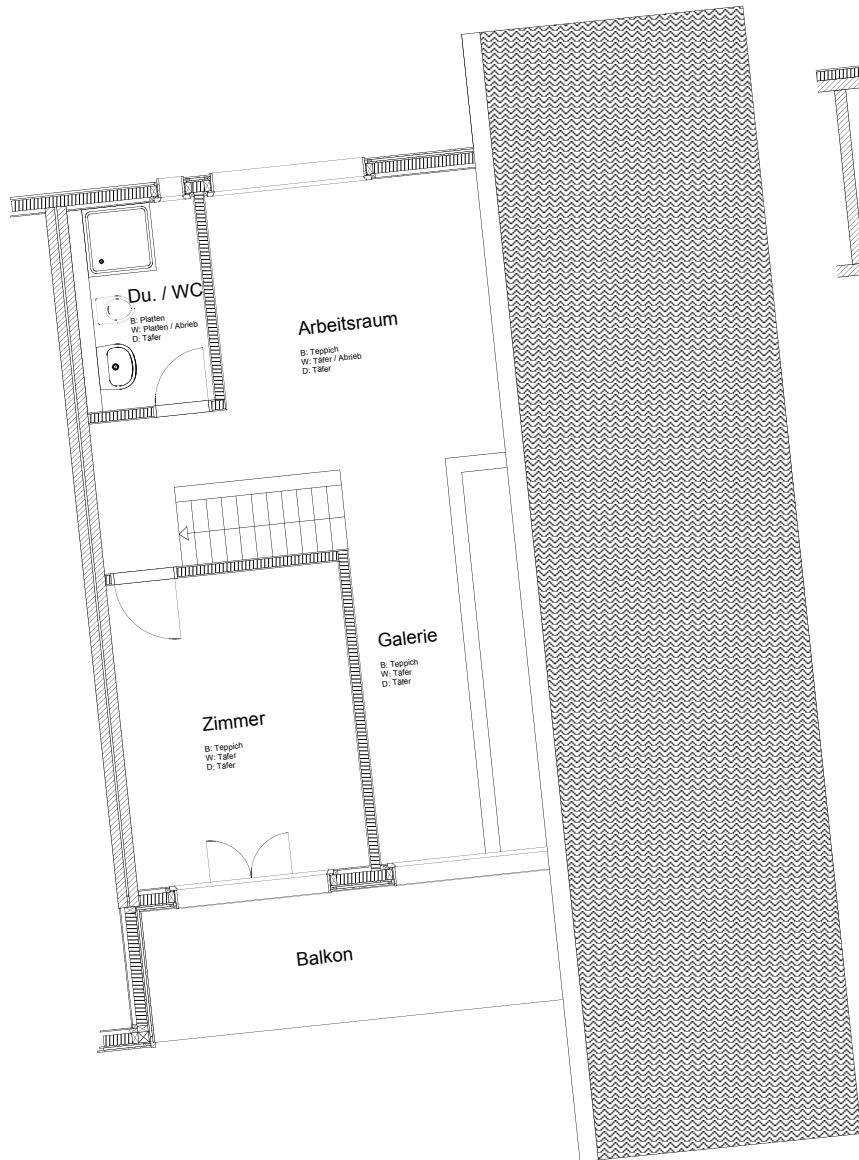 Du. / WC
B: Platten
W: Platten / Abrieb
D: Täfer
Arbeitsraum
B: Teppich
W: Täfer / Abrieb
D: Täfer
Galerie
B: Teppich
W: Täfer
D: Täfer
Zimmer
B: Teppich
W: Täfer
D: Täfer
Balkon